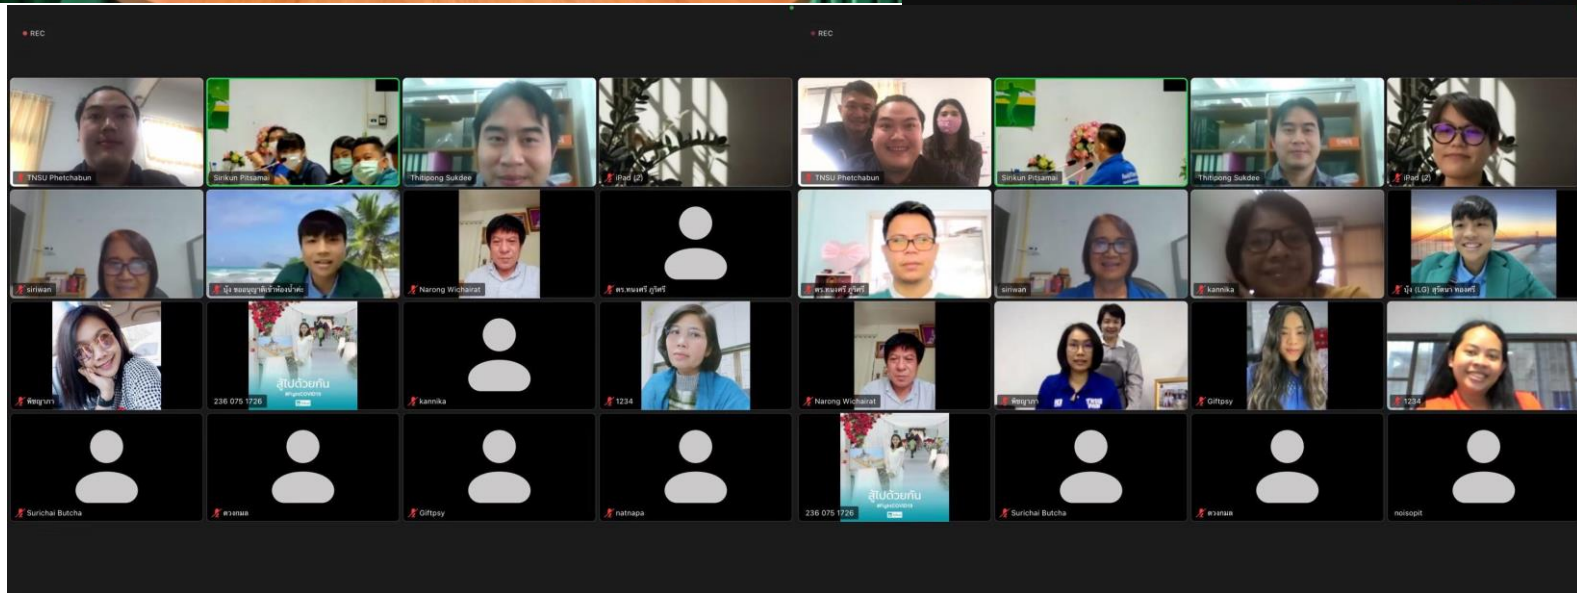 REC
REC
TNSU Phetchabun
Sirikun Pitsamai
Thitipong Sukdee
iPad (2)
TNSU Phetchabun
Sirikun Pitsamai
Thitipong Sukdee
iPad (2)
siriwan
บุ้ง ขออนุญาติเข้าห้องน้ำค่ะ
Narong Wichairat
ดร.ทนงศรี ภูริศรี
ดร.ทนงศรี ภูริศรี
siriwan
kannika
บุ้ง (LG) สุรัตนา ทองศรี
พิชญาภา
สู้ไปด้วยกัน
236 075 1726
kannika
1234
Narong Wichairat
พิชญาภา
Giftpsy
1234
Surichai Butcha
ดวงกมล
Giftpsy
natnapa
สู้ไปด้วยกัน
236 075 1726
Surichai Butcha
ดวงกมล
noisopit